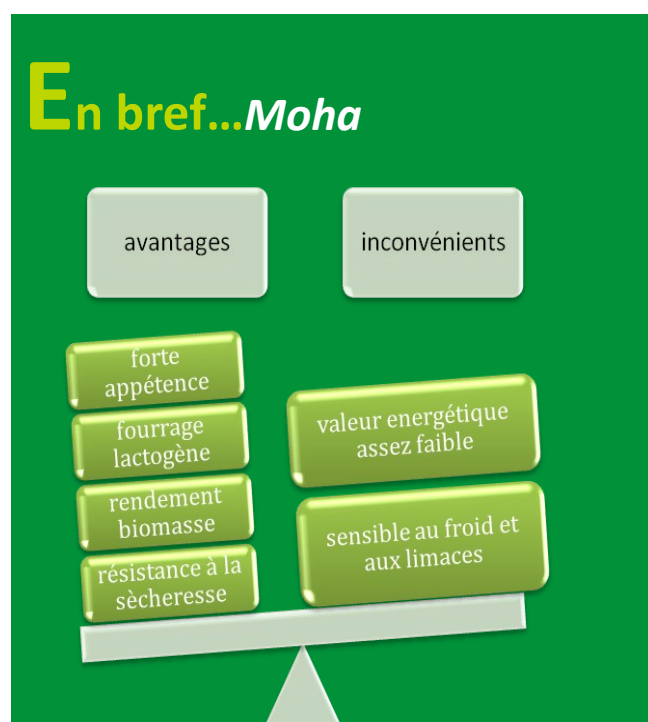 En bref...Moha
avantages
inconvénients
forte
appétence
fourrage
lactogène
rendement
biomasse
résistance à la
sècheresse
valeur energétique
assez faible
sensible au froid et
aux limaces